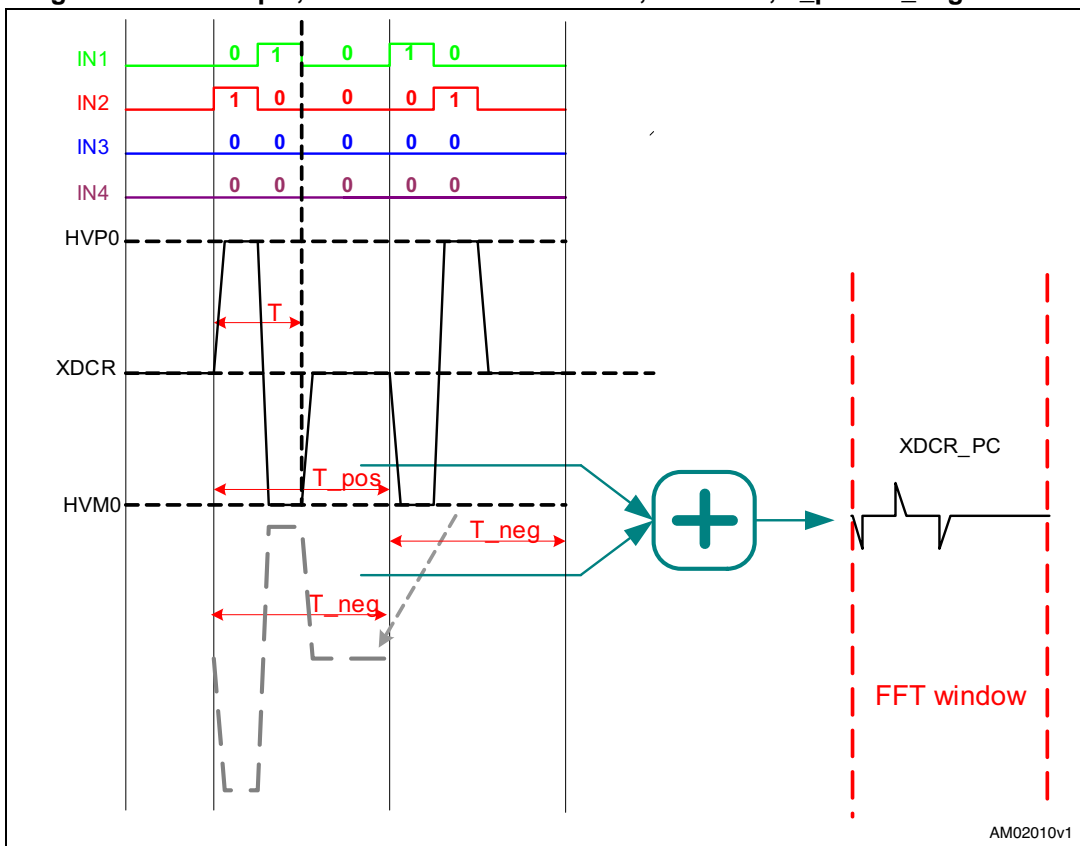 IN1 0 1 0 1 0
IN2 1 0 0 0 1
IN3 0 0 0 0 0
IN4 0 0 0 0 0
HVP0
T
XDCR
XDCR_PC
T_pos
HVM0
T_neg
T_neg
FFT window
AM02010v1